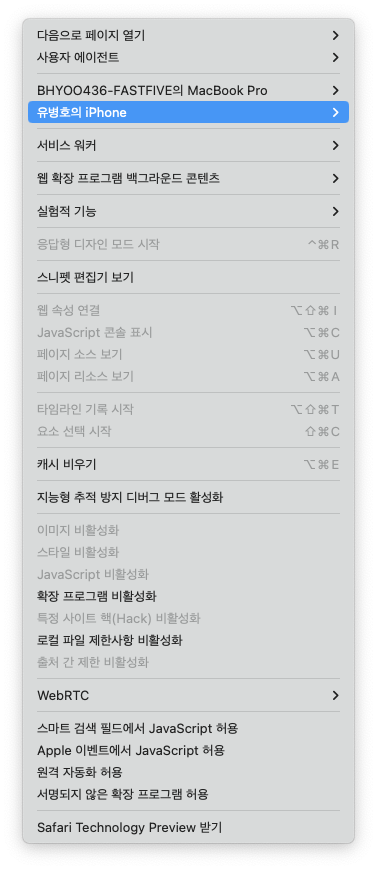 다음으로 페이지 열기
사용자 에이전트
BHYOO436-FASTFIVE의 MacBook Pro
유병호의 iPhone
서비스 워커
웹 확장 프로그램 백그라운드 콘텐츠
실험적 기능
응답형 디자인 모드 시작 ^⌘R
스니펫 편집기 보기
웹 속성 연결 ⌥⇧⌘I
JavaScript 콘솔 표시 ⌥⌘C
페이지 소스 보기 ⌥⌘U
페이지 리소스 보기 ⌥⌘A
타임라인 기록 시작 ⌥⇧⌘T
요소 선택 시작 ⇧⌘C
캐시 비우기 ⌥⌘E
지능형 추적 방지 디버그 모드 활성화
이미지 비활성화
스타일 비활성화
JavaScript 비활성화
확장 프로그램 비활성화
특정 사이트 핵(Hack) 비활성화
로컬 파일 제한사항 비활성화
출처 간 제한 비활성화
WebRTC
스마트 검색 필드에서 JavaScript 허용
Apple 이벤트에서 JavaScript 허용
원격 자동화 허용
서명되지 않은 확장 프로그램 허용
Safari Technology Preview 받기